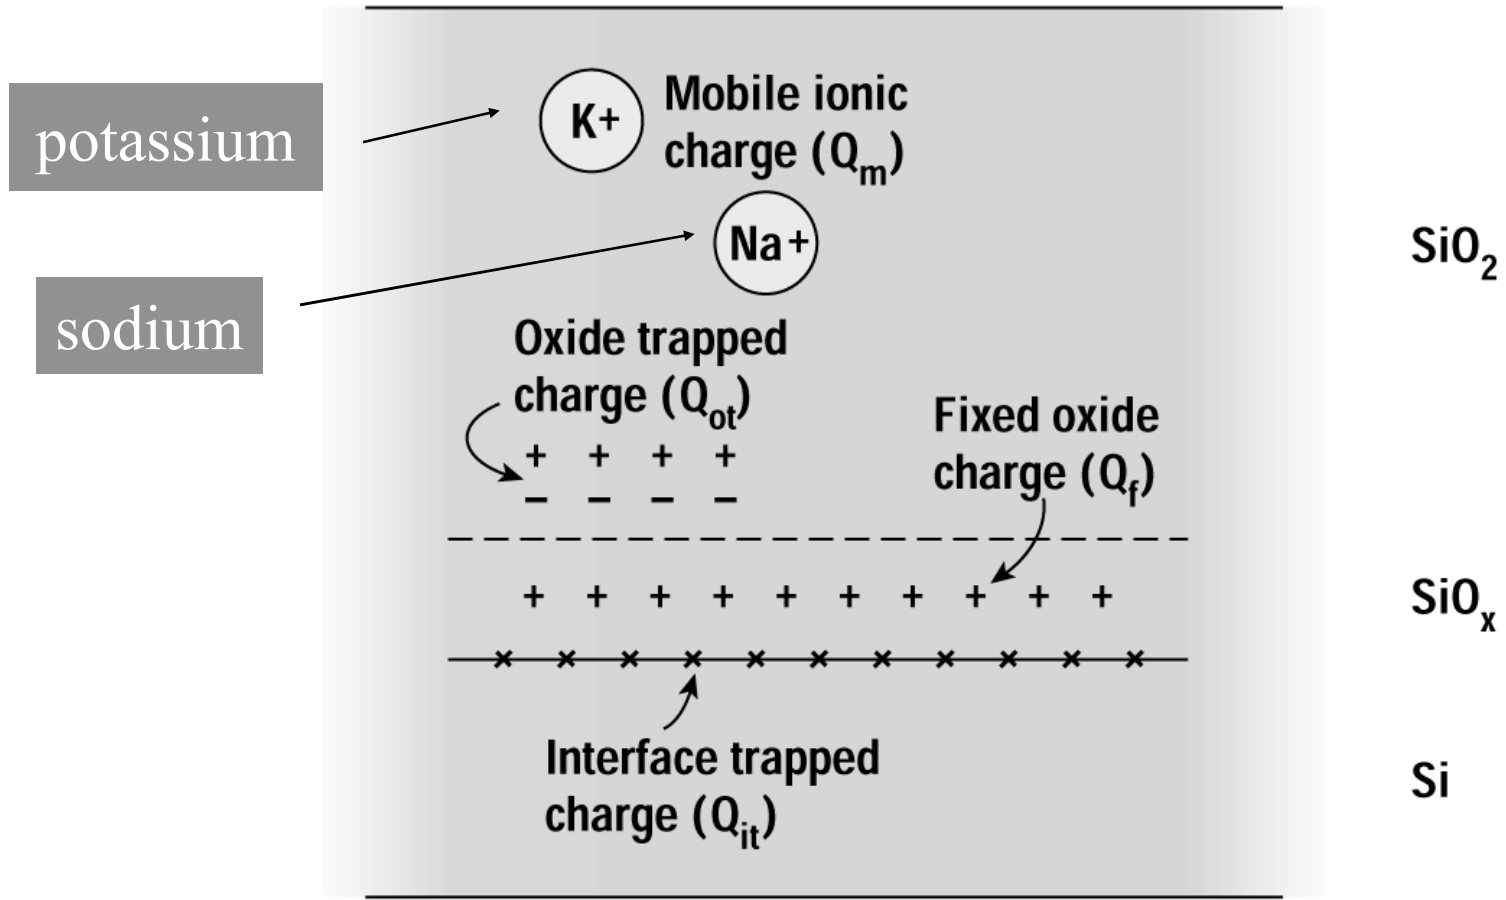 potassium
K+
Mobile ionic
charge (Qm)
sodium
Na+
SiO2
Oxide trapped
charge (Qot)
+ + + +
− − − −
Fixed oxide
charge (Qf)
+ + + + + + + + + +
SiOx
× × × × × × × × × × ×
Interface trapped
charge (Qit)
Si